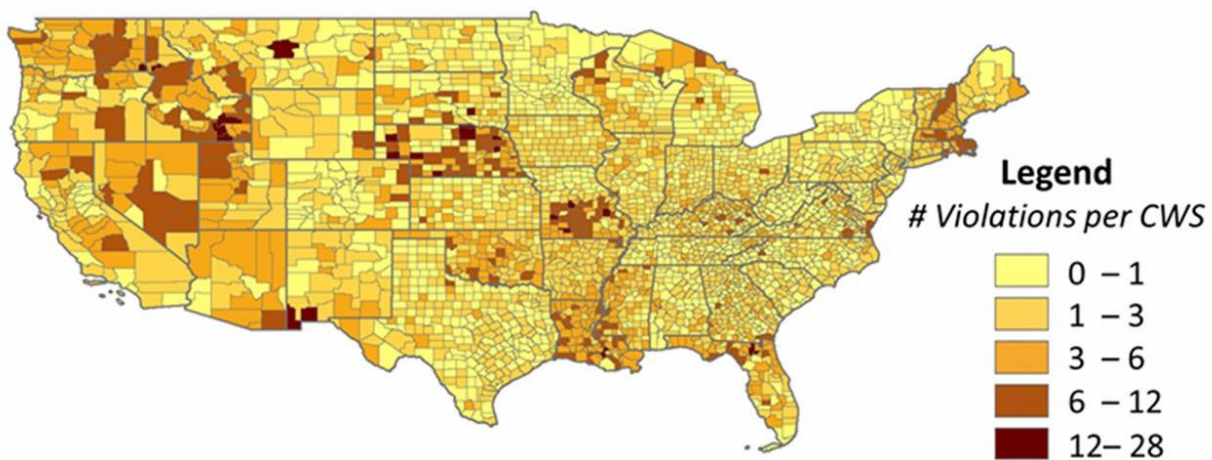 Legend
# Violations per CWS
0 – 1
1 – 3
3 – 6
6 – 12
12– 28